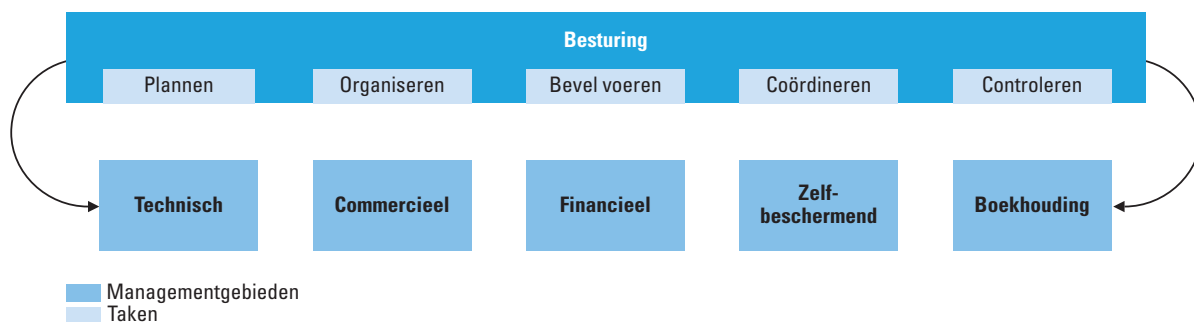 Besturing
Plannen
Organiseren
Bevel voeren
Coördineren
Controleren
Technisch
Commercieel
Financieel
Zelf-
beschermend
Boekhouding
Managementgebieden
Taken